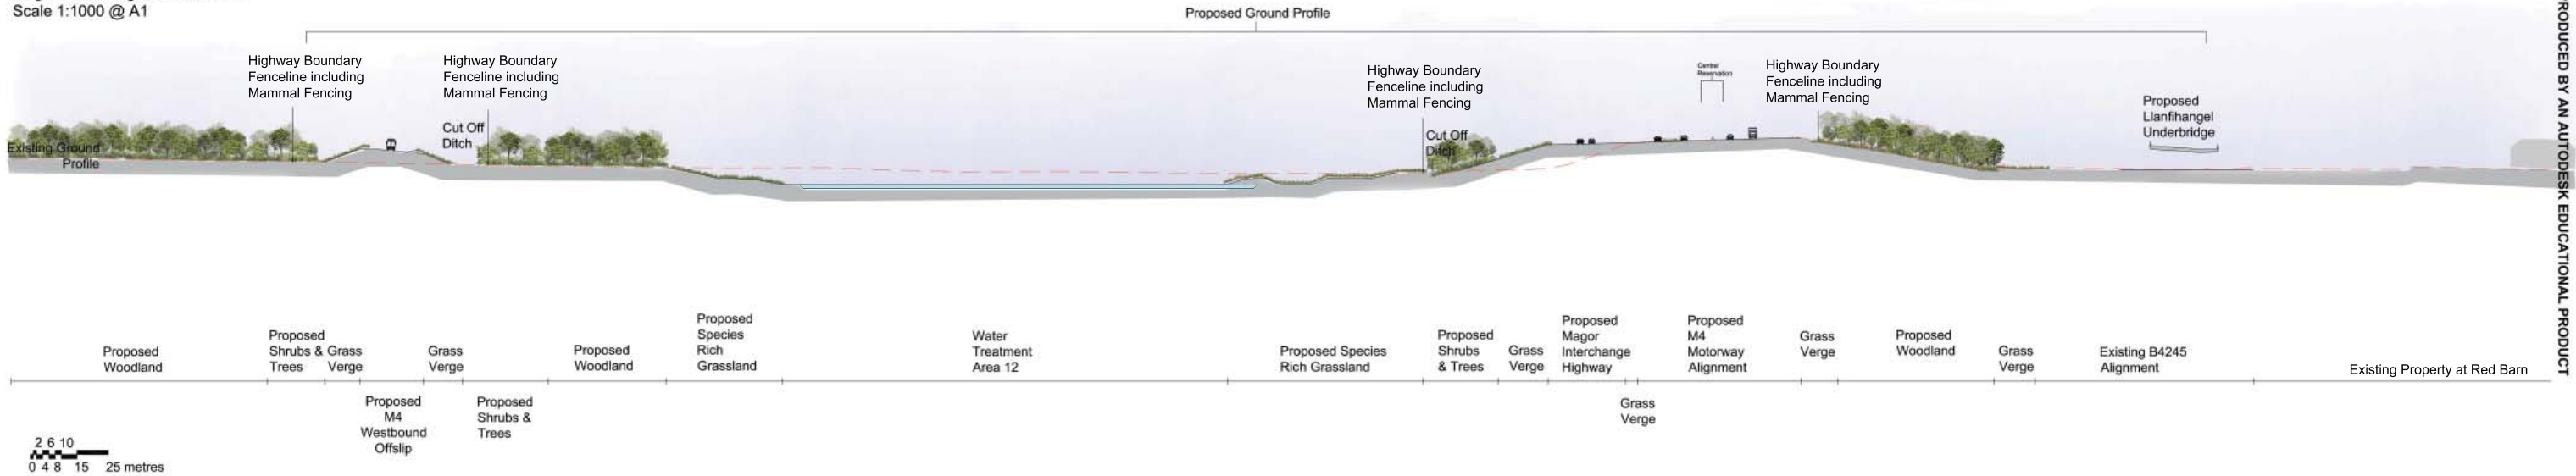 Scale 1:1000 @ A1
Proposed Ground Profile
Highway Boundary
Fenceline including
Mammal Fencing
Highway Boundary
Fenceline including
Mammal Fencing
Highway Boundary
Fenceline including
Mammal Fencing
Central
Reservation
Highway Boundary
Fenceline including
Mammal Fencing
Existing Ground
Profile
Cut Off
Ditch
Cut Off
Ditch
Proposed
Llanfihangel
Underbridge
Proposed
Woodland
Proposed
Shrubs &
Trees
Grass
Verge
Proposed
M4
Westbound
Offslip
Grass
Verge
Proposed
Shrubs &
Trees
Proposed
Woodland
Proposed
Species
Rich
Grassland
Water
Treatment
Area 12
Proposed Species
Rich Grassland
Proposed
Shrubs
& Trees
Grass
Verge
Proposed
Magor
Interchange
Highway
Grass
Verge
Proposed
M4
Motorway
Alignment
Grass
Verge
Proposed
Woodland
Grass
Verge
Existing B4245
Alignment
Existing Property at Red Barn
2 6 10
0 4 8 15 25 metres
RODUCED BY AN AUTODESK EDUCATIONAL PRODUCT